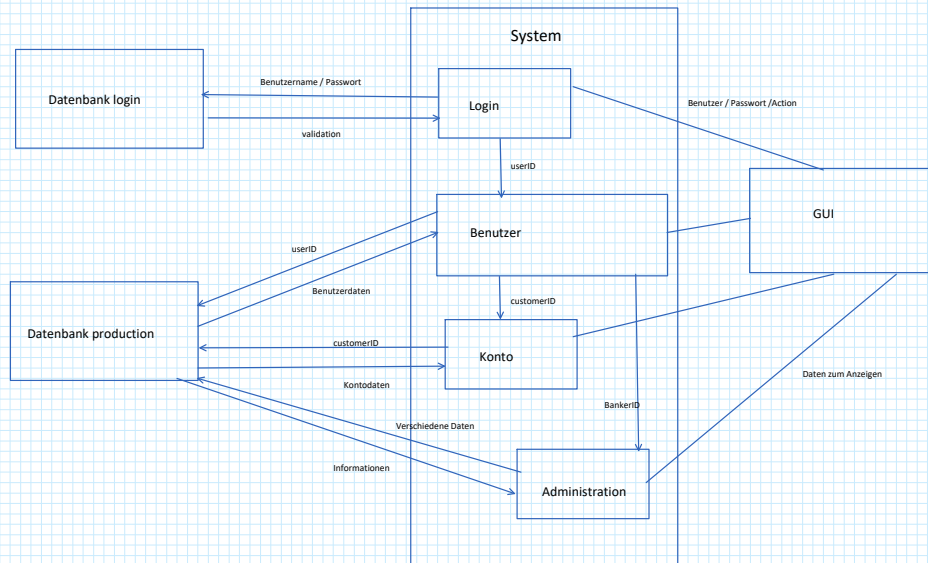 System
Datenbank login
Benutzername / Passwort
Login
Benutzer / Passwort /Action
validation
userID
GUI
Benutzer
userID
Benutzerdaten
customerID
Datenbank production
customerID
Konto
Kontodaten
Daten zum Anzeigen
BankerID
Verschiedene Daten
Informationen
Administration